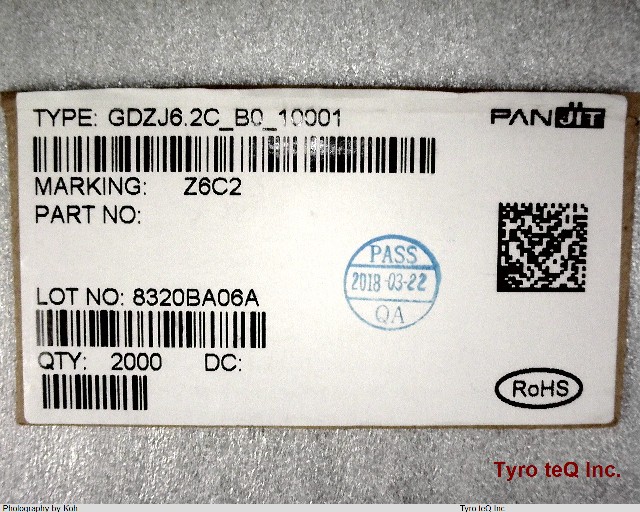 TYPE: GDZJ6.2C_B0_10001
PANJIT
MARKING: Z6C2
PART NO:
PASS
2018-03-22
QA
LOT NO: 8320BA06A
QTY: 2000 DC:
RoHS
Tyro teQ Inc.
Photography by Koh
Tyro teQ Inc